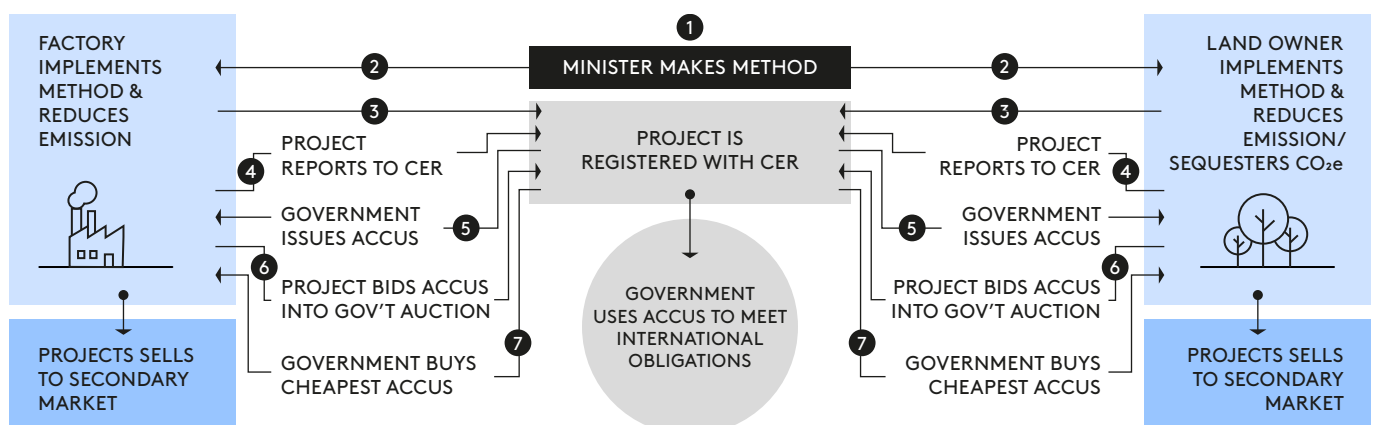 1
MINISTER MAKES METHOD
2
2
3
3
FACTORY
IMPLEMENTS
METHOD &
REDUCES
EMISSION
PROJECT IS
REGISTERED WITH CER
LAND OWNER
IMPLEMENTS
METHOD &
REDUCES
EMISSION/
SEQUESTERS CO₂e
4
PROJECT
REPORTS TO CER
GOVERNMENT
ISSUES ACCUS
5
6
PROJECT BIDS ACCUS
INTO GOV'T AUCTION
7
GOVERNMENT BUYS
CHEAPEST ACCUS
GOVERNMENT
USES ACCUS TO MEET
INTERNATIONAL
OBLIGATIONS
PROJECT
REPORTS TO CER
4
5
GOVERNMENT
ISSUES ACCUS
6
PROJECT BIDS ACCUS
INTO GOV'T AUCTION
7
GOVERNMENT BUYS
CHEAPEST ACCUS
PROJECTS SELLS
TO SECONDARY
MARKET
PROJECTS SELLS
TO SECONDARY
MARKET